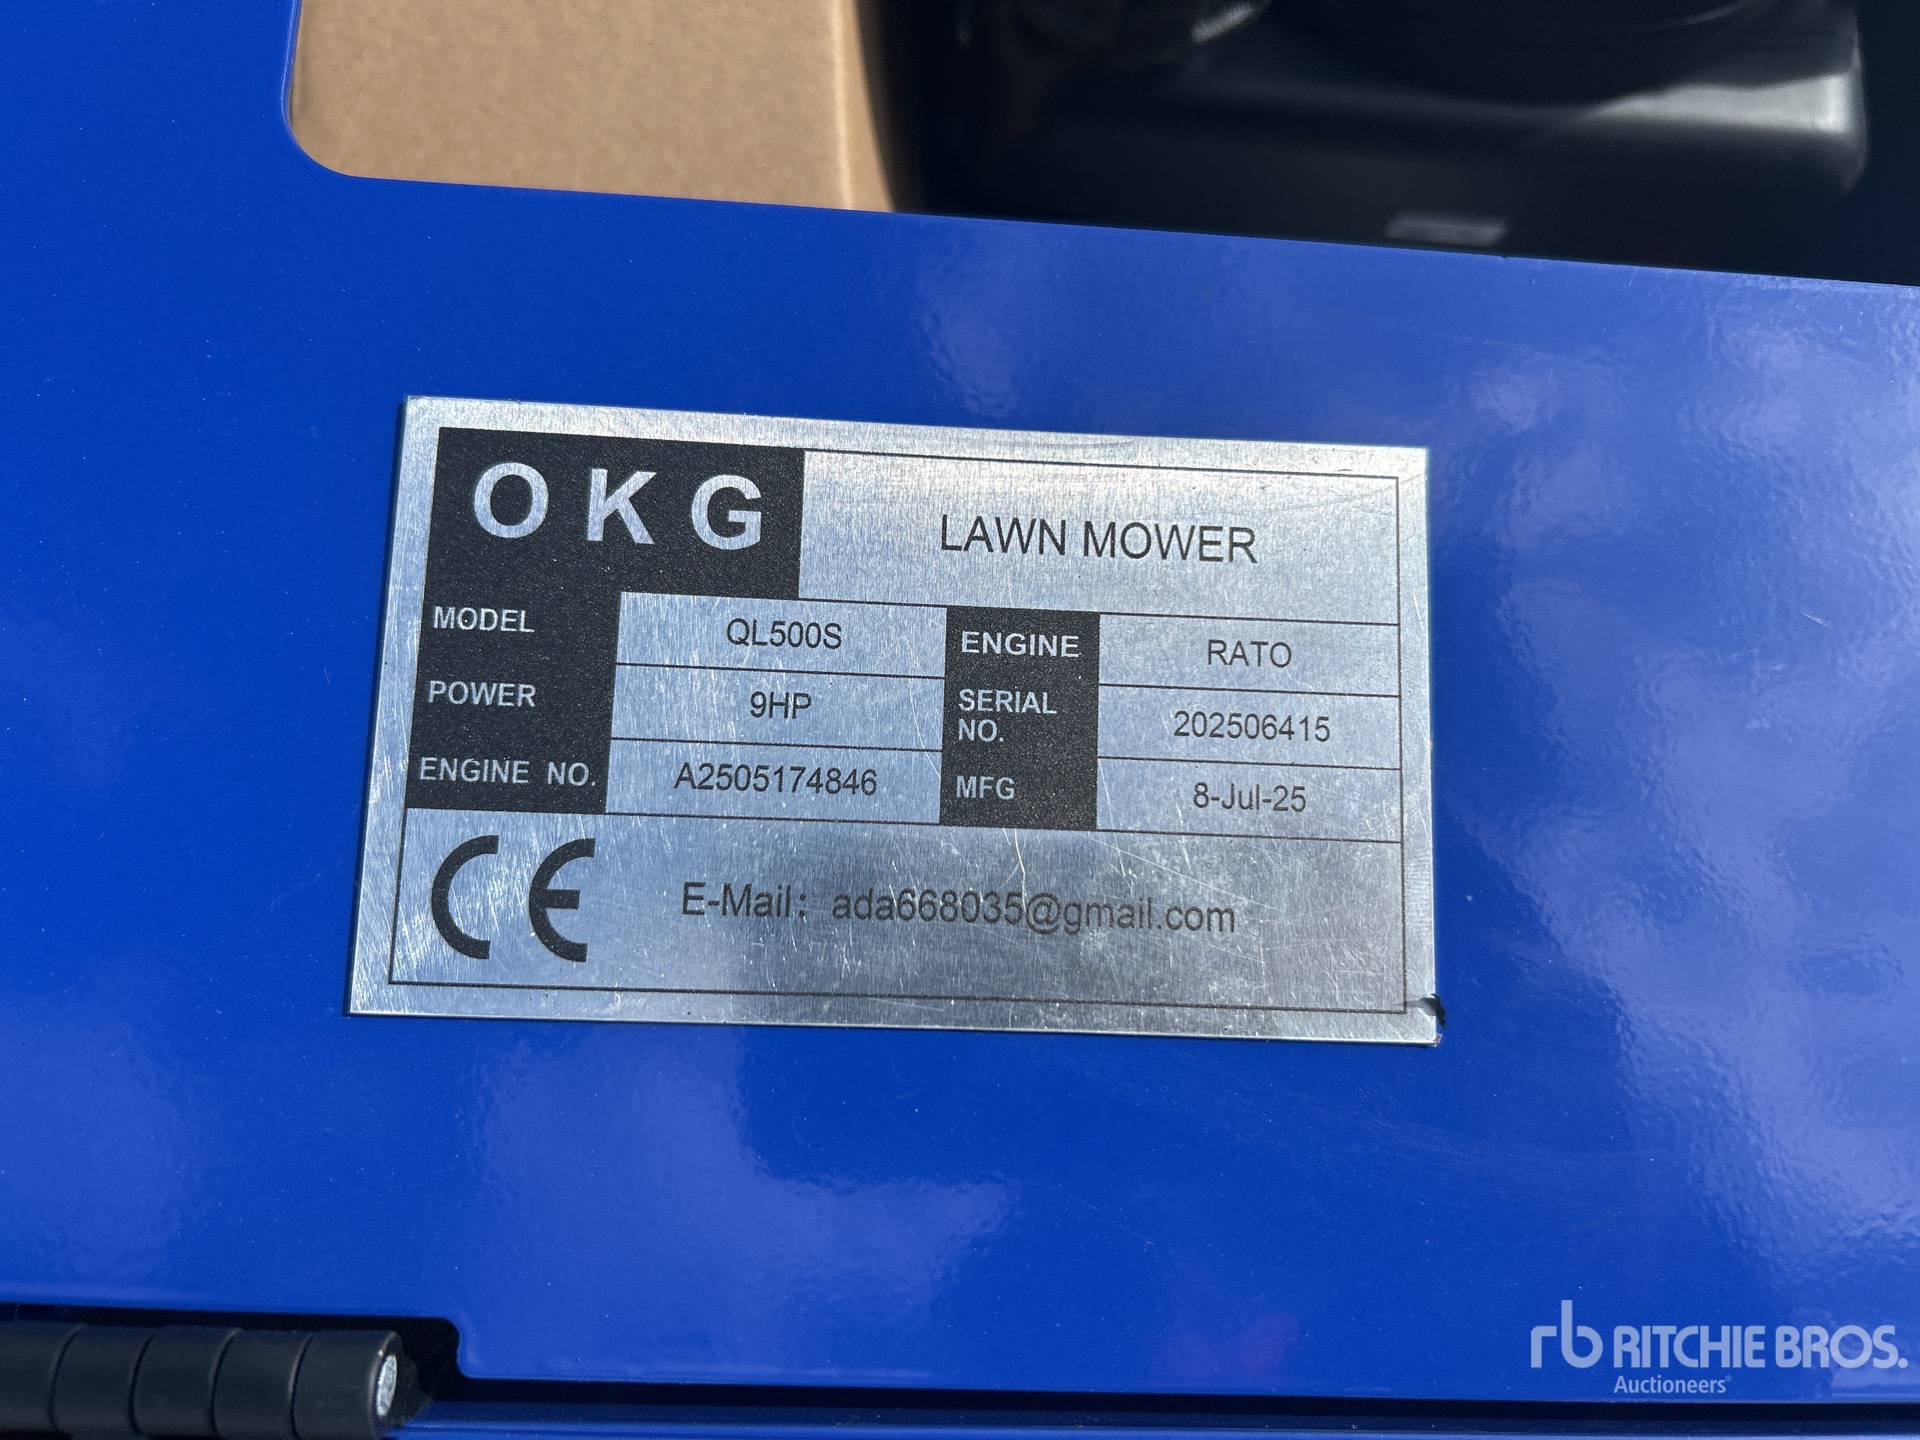 OKG LAWN MOWER
MODEL QL500S ENGINE RATO
POWER 9HP SERIAL NO. 202506415
ENGINE NO. A2505174846 MFG 8-Jul-25
CE E-Mail: ada668035@gmail.com
rb RITCHIE BROS.
Auctioneers